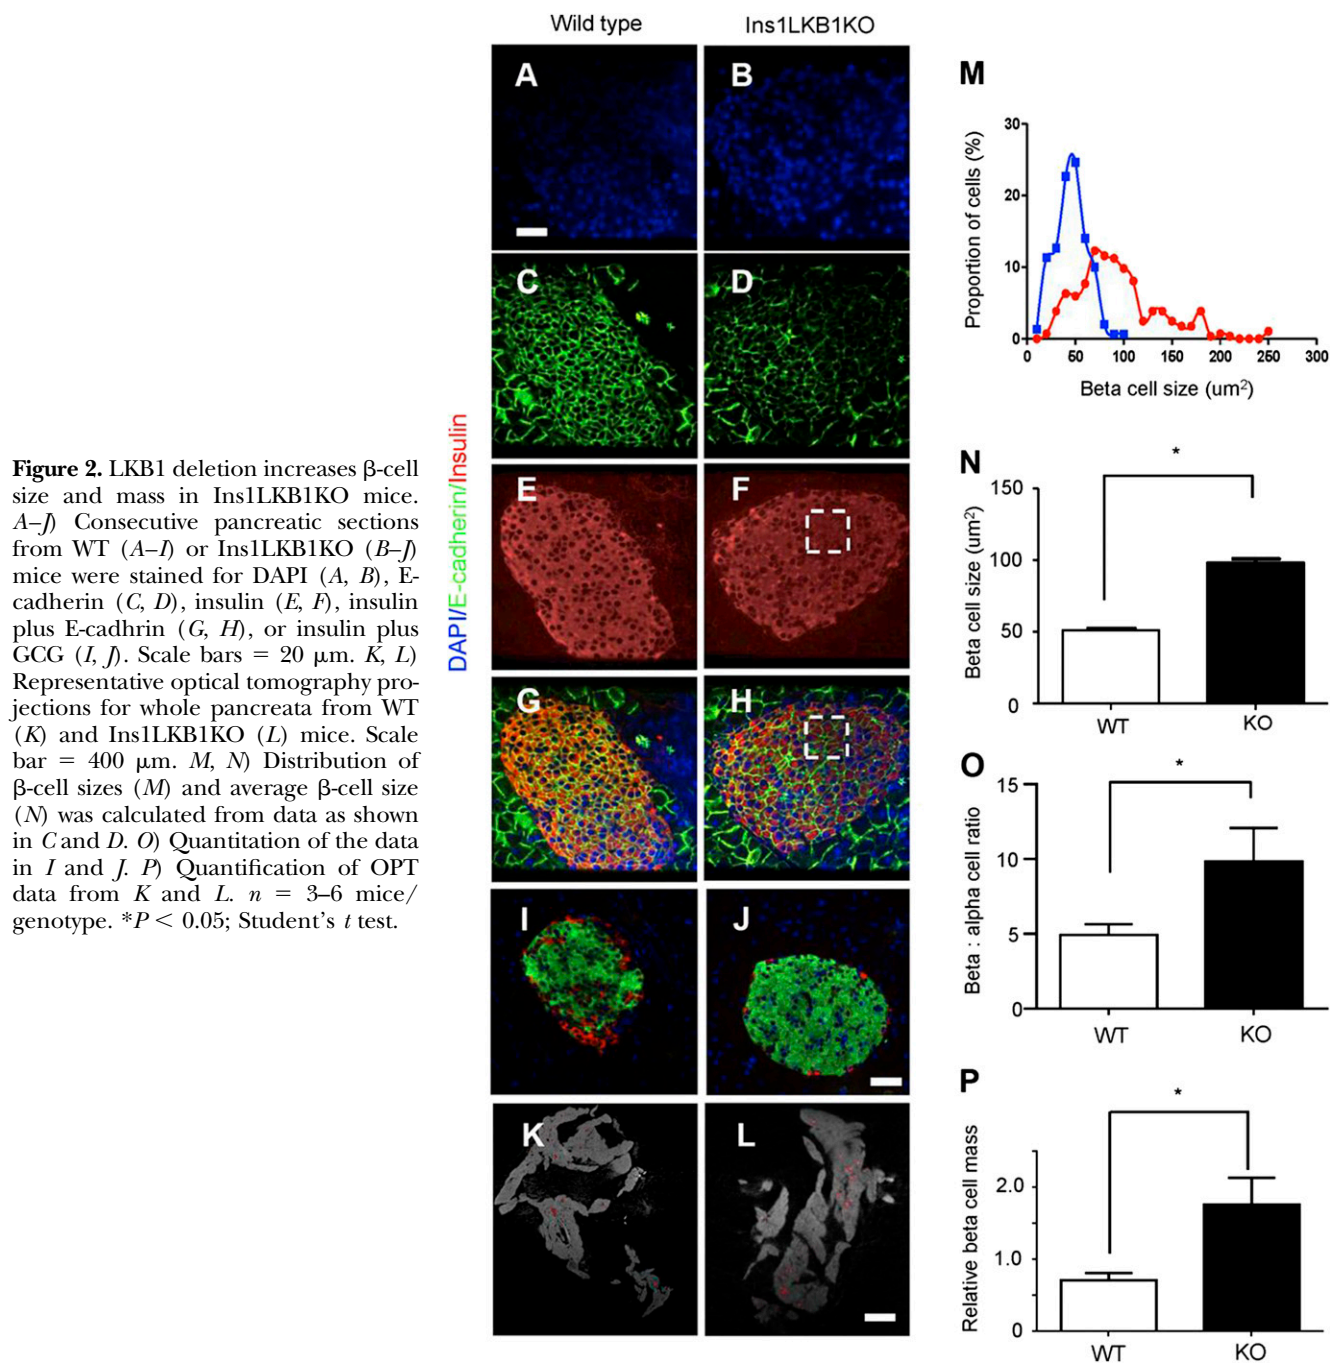 Wild type
Ins1LKB1KO
A
B
C
D
E
F
G
H
I
J
K
L
DAPI/E-cadherin/Insulin
Figure 2. LKB1 deletion increases β-cell
size and mass in Ins1LKB1KO mice.
A–J) Consecutive pancreatic sections
from WT (A–I) or Ins1LKB1KO (B–J)
mice were stained for DAPI (A, B), E-
cadherin (C, D), insulin (E, F), insulin
plus E-cadhrin (G, H), or insulin plus
GCG (I, J). Scale bars = 20 μm. K, L)
Representative optical tomography pro-
jections for whole pancreata from WT
(K) and Ins1LKB1KO (L) mice. Scale
bar = 400 μm. M, N) Distribution of
β-cell sizes (M) and average β-cell size
(N) was calculated from data as shown
in C and D. O) Quantitation of the data
in I and J. P) Quantification of OPT
data from K and L. n = 3–6 mice/
genotype. *P < 0.05; Student’s t test.
M
Proportion of cells (%)
30
20
10
0
0 50 100 150 200 250 300
Beta cell size (um²)
N
*
Beta cell size (um²)
150
100
50
0
WT KO
O
*
Beta : alpha cell ratio
15
10
5
0
WT KO
P
*
Relative beta cell mass
2.0
1.0
0
WT KO